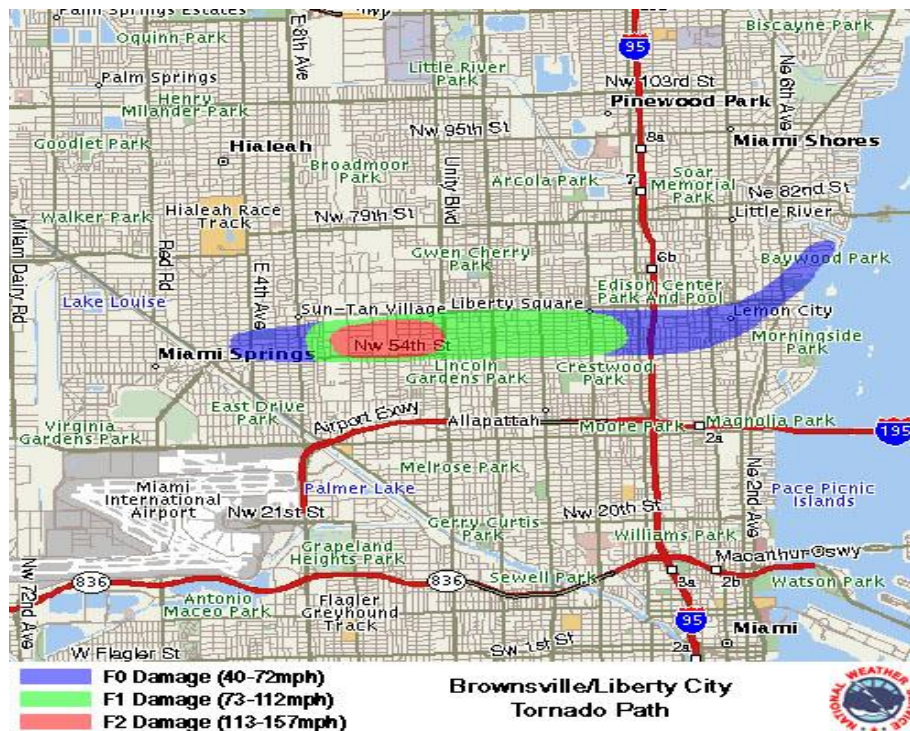 Palm Springs Estates
Oquinn Park
E 8th Ave
95
Biscayne Park
Little River
Park
Palm Springs
Nw 103rd St
Ne 6th Ave
Henry
Milander Park
Pinewood Park
Nw 95th St
Goodlet Park
Hialeah
Broadmoor
Park
Unity Blvd
8a
Miami Shores
Arcola Park
7
Soar
Memorial
Park
Ne 82nd St
Walker Park
Hialeah Race
Track
Nw 79th St
Little River
Milam Dairy Rd
Red Rd
E 4th Ave
Gwen Cherry
Park
6b
Baywood Park
Edison Center
Park And Pool
Lake Louise
Sun-Tan Village
Liberty Square
Lemon City
Miami Springs
Nw 54th St
Morningside
Park
Lincoln
Gardens Park
Crestwood
Park
East Drive
Park
Airport Expwy
Allapattah
Moore Park
Magnolia Park
2a
195
Virginia
Gardens Park
Melrose Park
Miami
International
Airport
Palmer Lake
Ne 2nd Ave
Pace Picnic
Islands
Nw 21st St
Nw 20th St
Gerry Curtis
Park
Williams Park
Grapeland
Heights Park
Macarthur Cswy
Nw 72nd Ave
836
836
Sewell Park
3a
2b
Watson Park
Antonio
Maceo Park
Flagler
Greyhound
Track
95
Miami
W Flagler St
Sw 1st St
2a
F0 Damage (40-72mph)
F1 Damage (73-112mph)
F2 Damage (113-157mph)
Brownsville/Liberty City
Tornado Path
NATIONAL WEATHER SERVICE